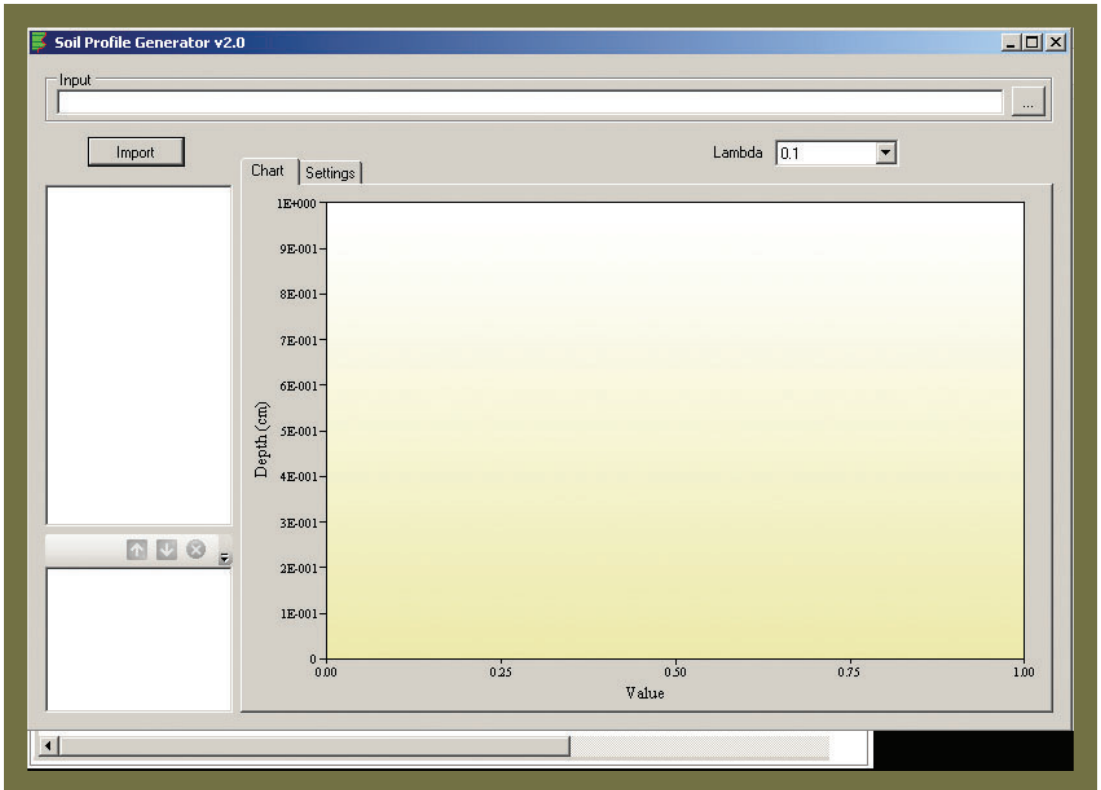 Soil Profile Generator v2.0
Input
...
Import
Lambda 0.1
Chart Settings
1E+000
9E-001
8E-001
7E-001
6E-001
5E-001
4E-001
3E-001
2E-001
1E-001
0
Depth (cm)
0.00 0.25 0.50 0.75 1.00
Value